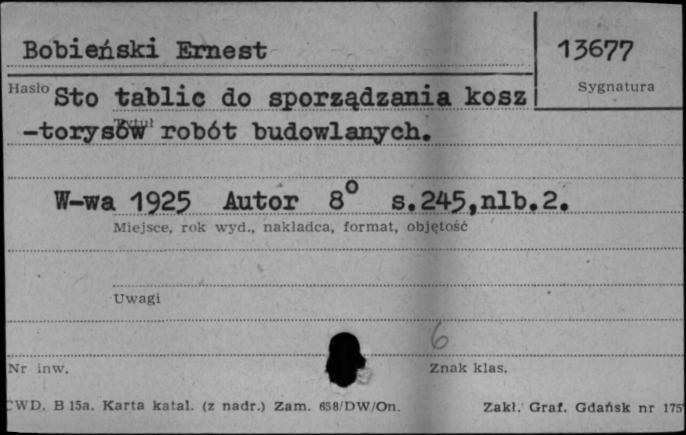 Bobieński Ernest 13677
Hasło Sygnatura
Sto tablic do sporządzania kosz
-torysów robót budowlanych.
Tytuł
W-wa 1925 Autor 8° s.245,nlb.2.
Miejsce, rok wyd., nakładca, format, objętość
Uwagi
6
Nr inw. Znak klas.
CWD. B 15a. Karta katal. (z nadr.) Zam. 658/DW/On. Zakł. Graf. Gdańsk nr 175